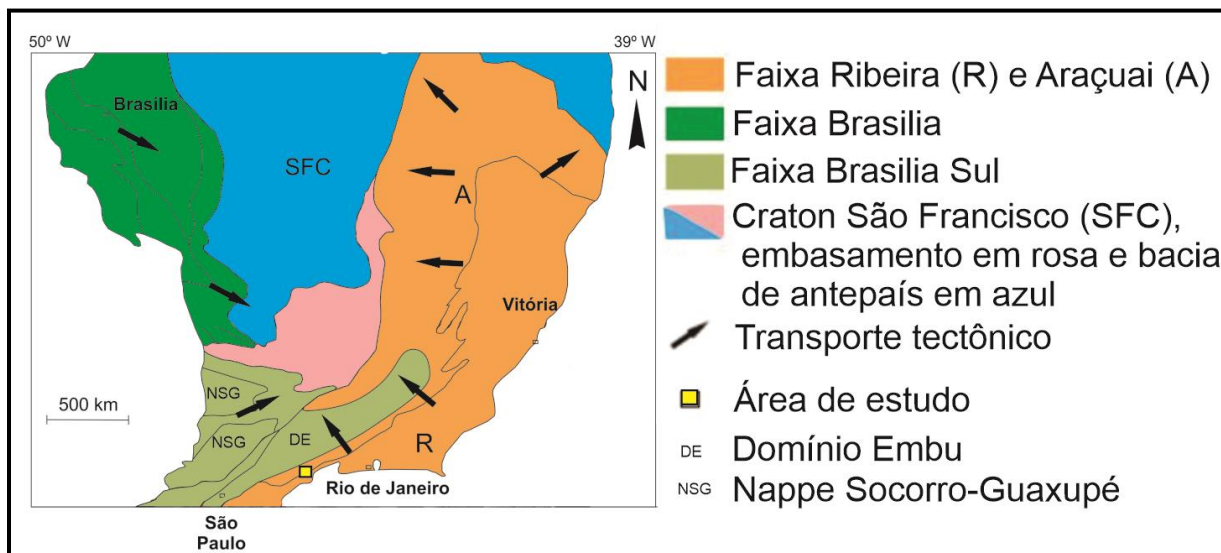 50º W
39º W
N
Brasília
SFC
A
Vitória
NSG
500 km
NSG
DE
R
Rio de Janeiro
São
Paulo
Faixa Ribeira (R) e Araçuai (A)
Faixa Brasilia
Faixa Brasilia Sul
Craton São Francisco (SFC),
embasamento em rosa e bacia
de antepaís em azul
Transporte tectônico
Área de estudo
DE Domínio Embu
NSG Nappe Socorro-Guaxupé